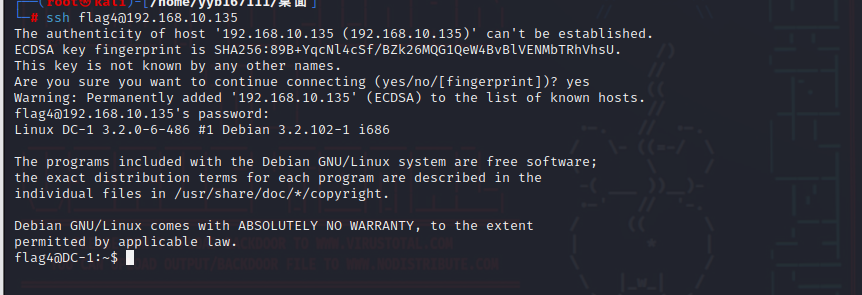 (root㉿kali)-[/home/yyb167111/桌面]
└─# ssh flag4@192.168.10.135
The authenticity of host '192.168.10.135 (192.168.10.135)' can't be established.
ECDSA key fingerprint is SHA256:89B+YqcNl4cSf/BZk26MQG1QeW4BvBlVENMbTRhVhsU.
This key is not known by any other names.
Are you sure you want to continue connecting (yes/no/[fingerprint])? yes
Warning: Permanently added '192.168.10.135' (ECDSA) to the list of known hosts.
flag4@192.168.10.135's password:
Linux DC-1 3.2.0-6-486 #1 Debian 3.2.102-1 i686
The programs included with the Debian GNU/Linux system are free software;
the exact distribution terms for each program are described in the
individual files in /usr/share/doc/*/copyright.
Debian GNU/Linux comes with ABSOLUTELY NO WARRANTY, to the extent
permitted by applicable law.
flag4@DC-1:~$